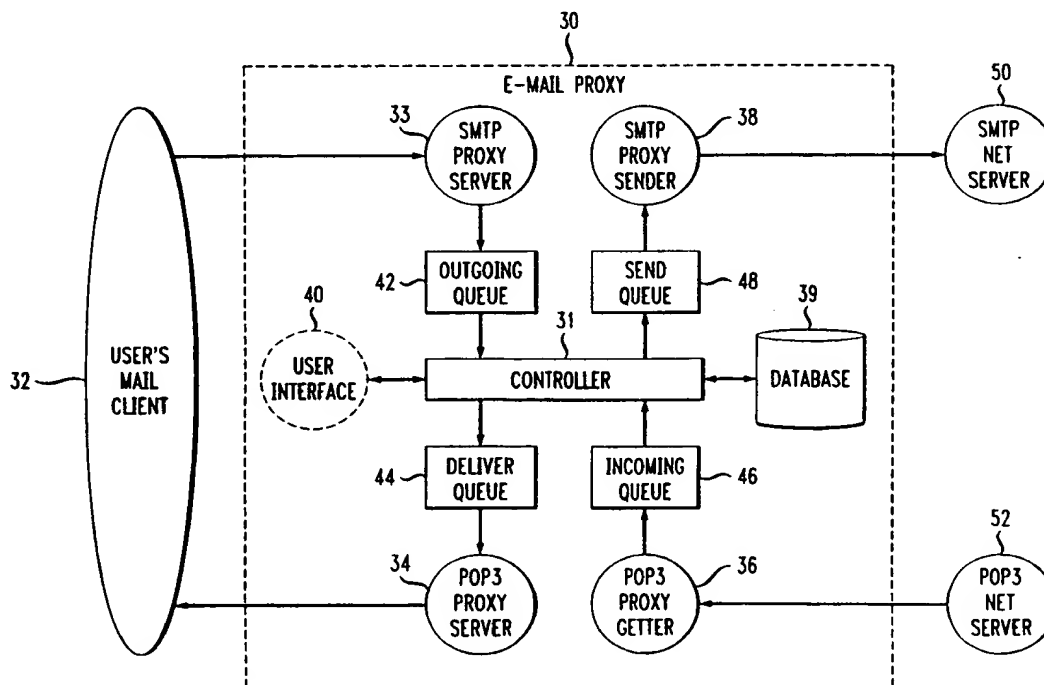 30
E-MAIL PROXY
50
33
SMTP
PROXY
SERVER
38
SMTP
PROXY
SENDER
SMTP
NET
SERVER
42
OUTGOING
QUEUE
SEND
QUEUE
48
40
USER
INTERFACE
31
CONTROLLER
39
DATABASE
32
USER'S
MAIL
CLIENT
44
DELIVER
QUEUE
INCOMING
QUEUE
46
34
POP3
PROXY
SERVER
36
POP3
PROXY
GETTER
52
POP3
NET
SERVER